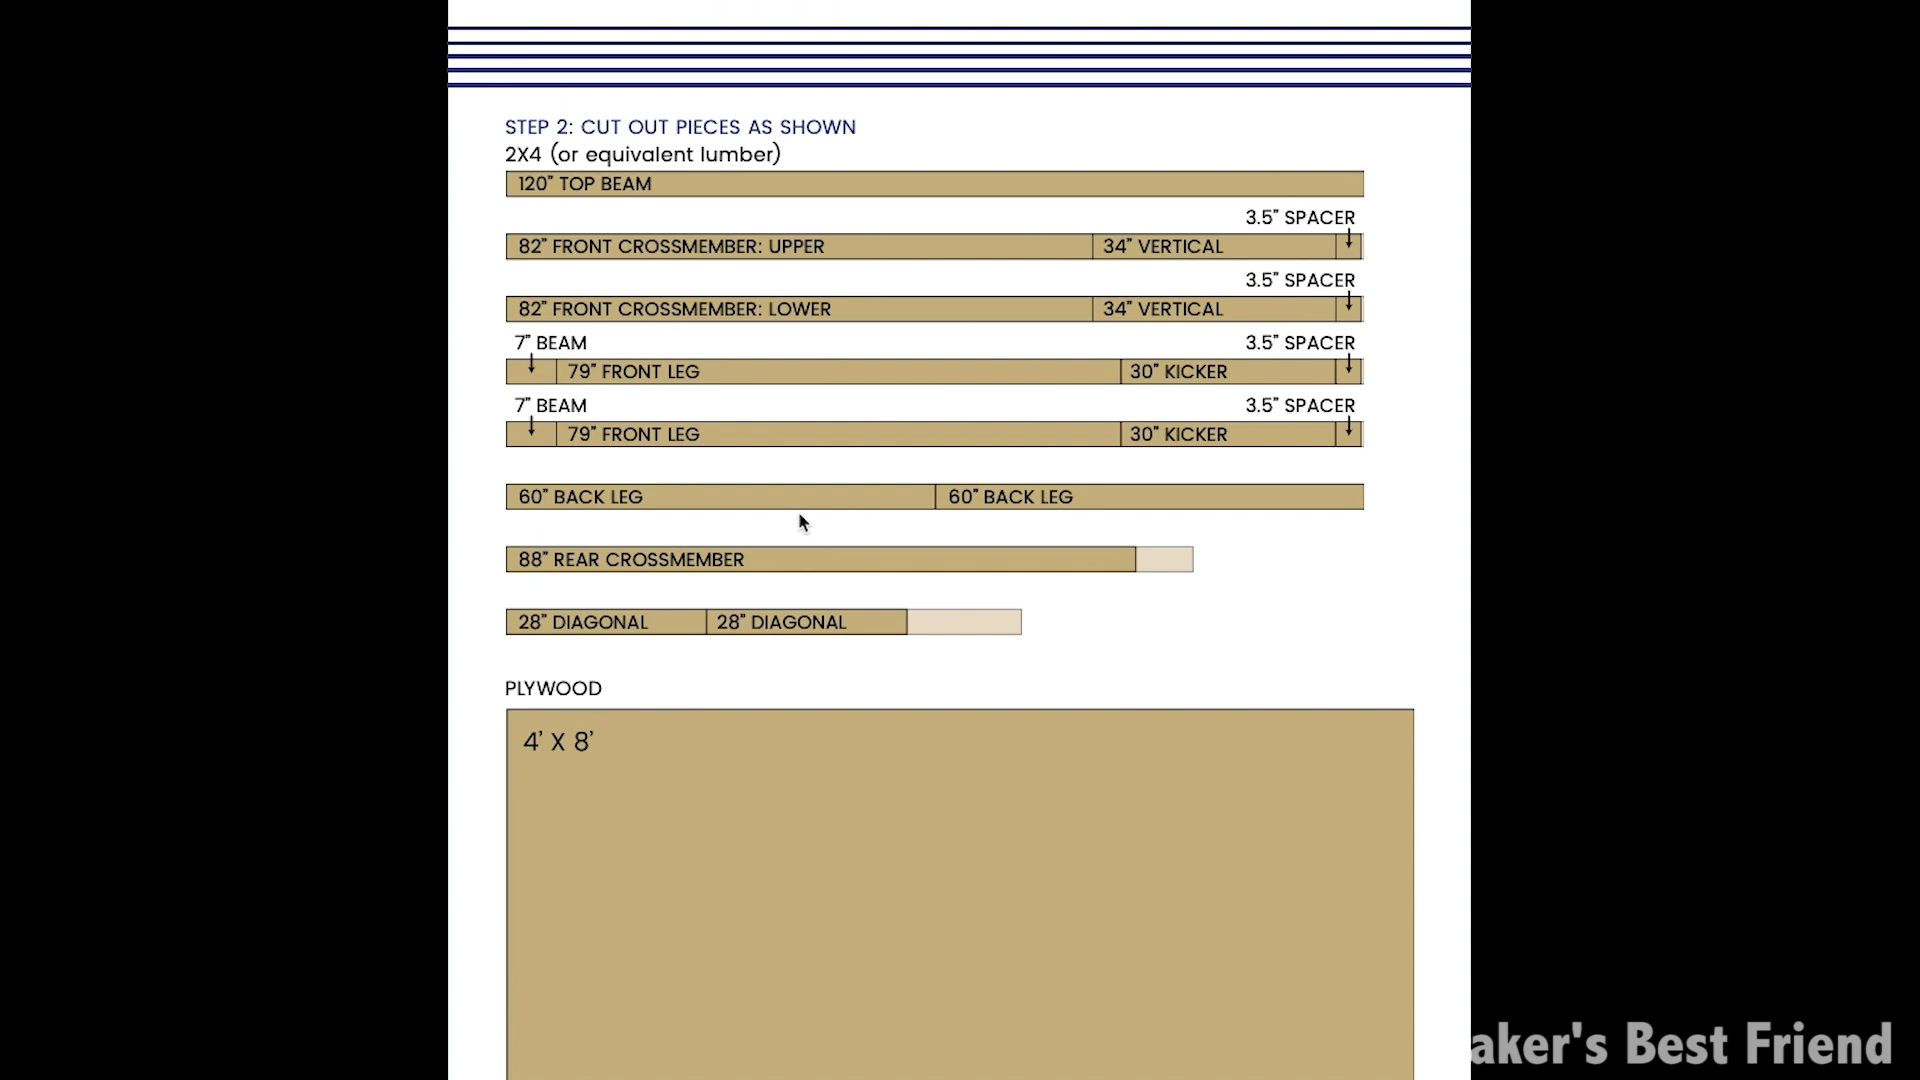 STEP 2: CUT OUT PIECES AS SHOWN
2X4 (or equivalent lumber)
120" TOP BEAM
3.5" SPACER
82" FRONT CROSSMEMBER: UPPER 34" VERTICAL
3.5" SPACER
82" FRONT CROSSMEMBER: LOWER 34" VERTICAL
7" BEAM 3.5" SPACER
79" FRONT LEG 30" KICKER
7" BEAM 3.5" SPACER
79" FRONT LEG 30" KICKER
60" BACK LEG 60" BACK LEG
88" REAR CROSSMEMBER
28" DIAGONAL 28" DIAGONAL
PLYWOOD
4' X 8'
aker's Best Friend